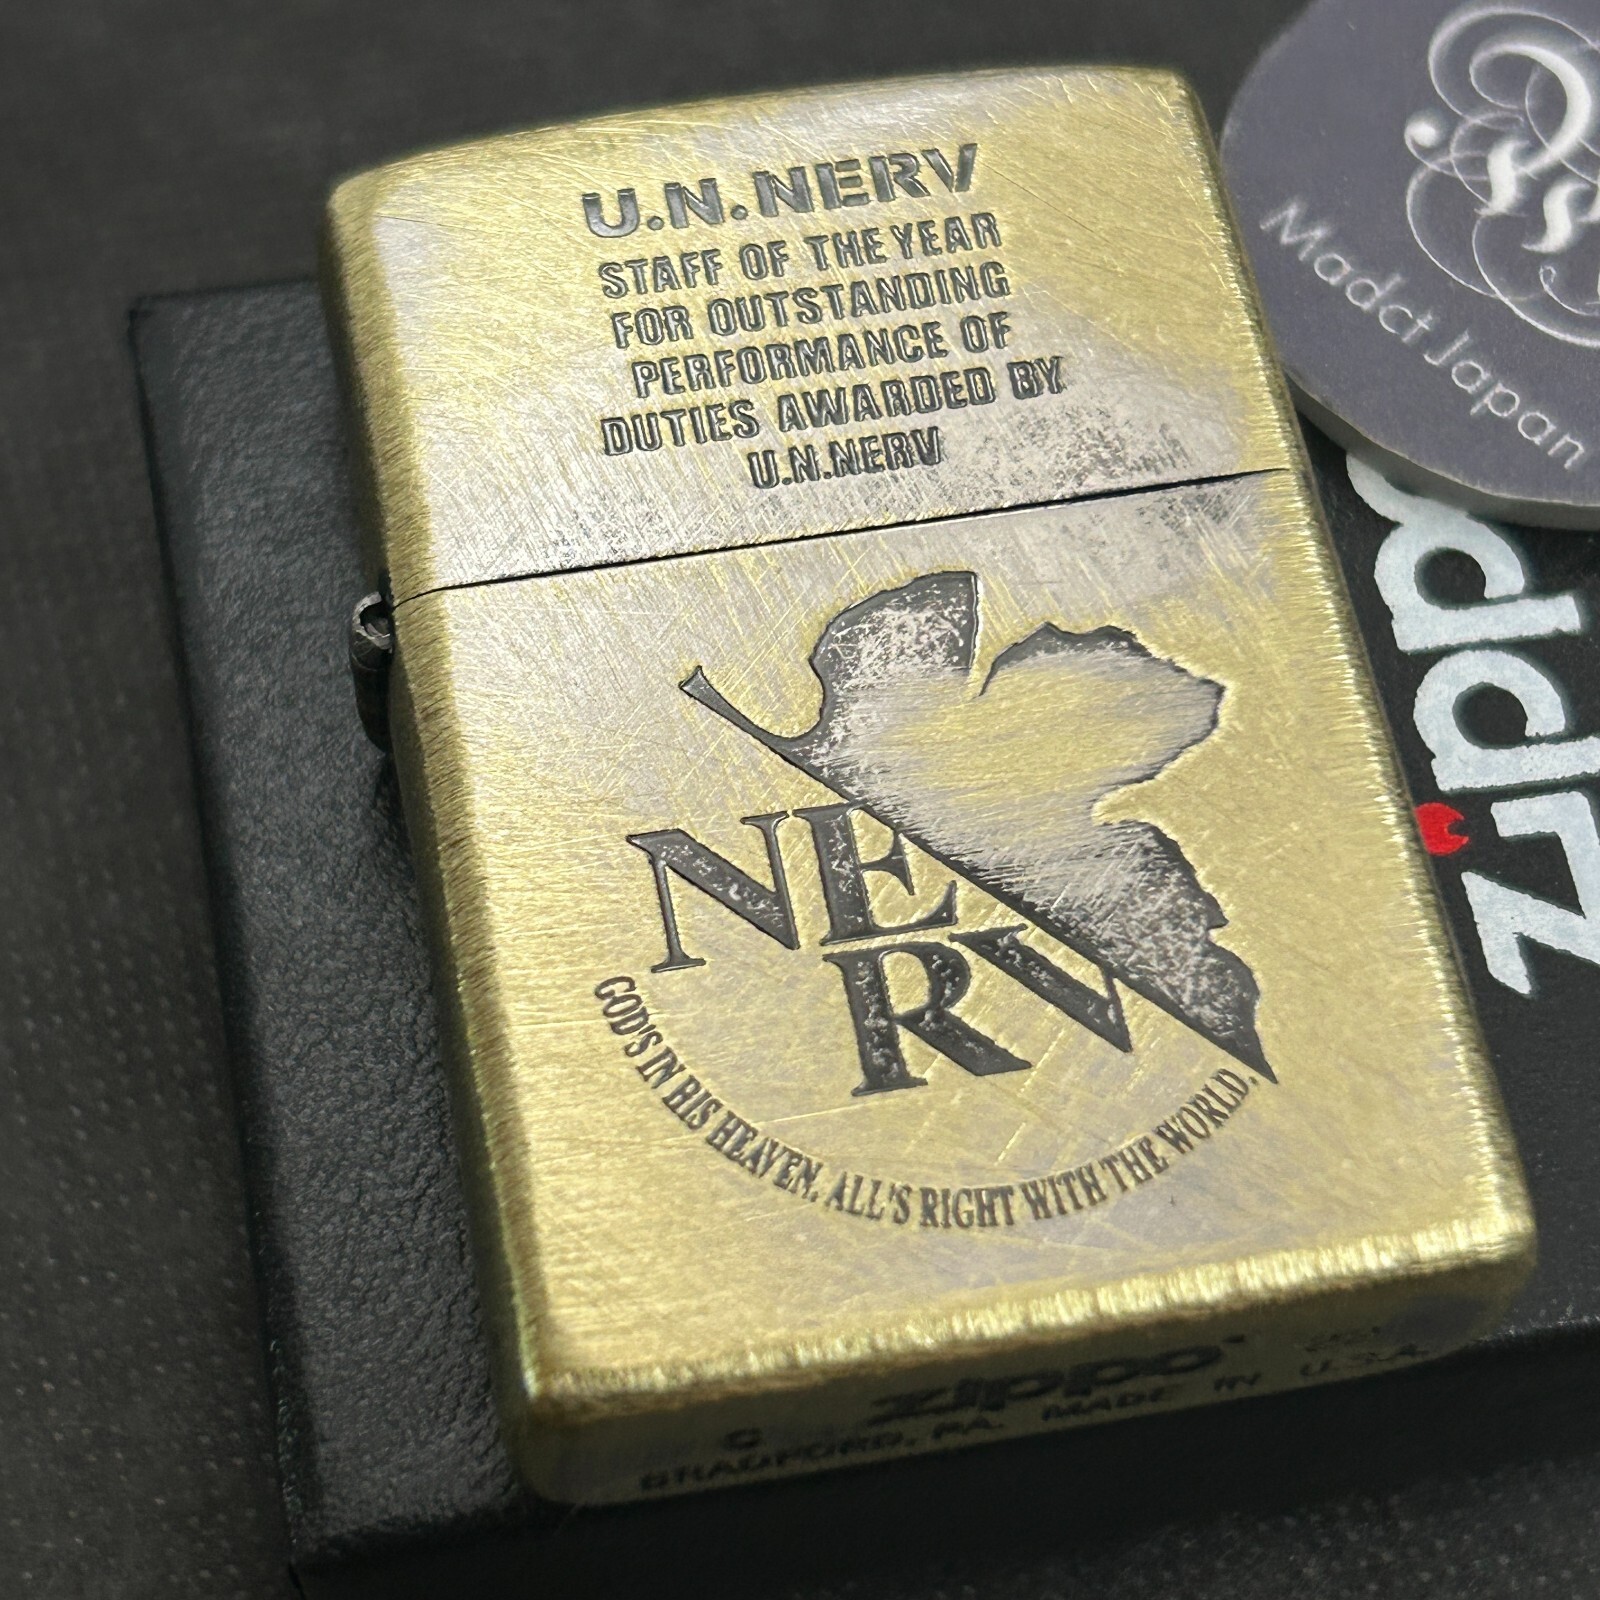 U.N.NERV
STAFF OF THE YEAR
FOR OUTSTANDING
PERFORMANCE OF
DUTIES AWARDED BY
U.N.NERV
NE
RV
GOD'S IN HIS HEAVEN. ALL'S RIGHT WITH THE WORLD.
C zippo 22
BRADFORD, PA. MADE IN U.S.A.
Madct Japan
zippo